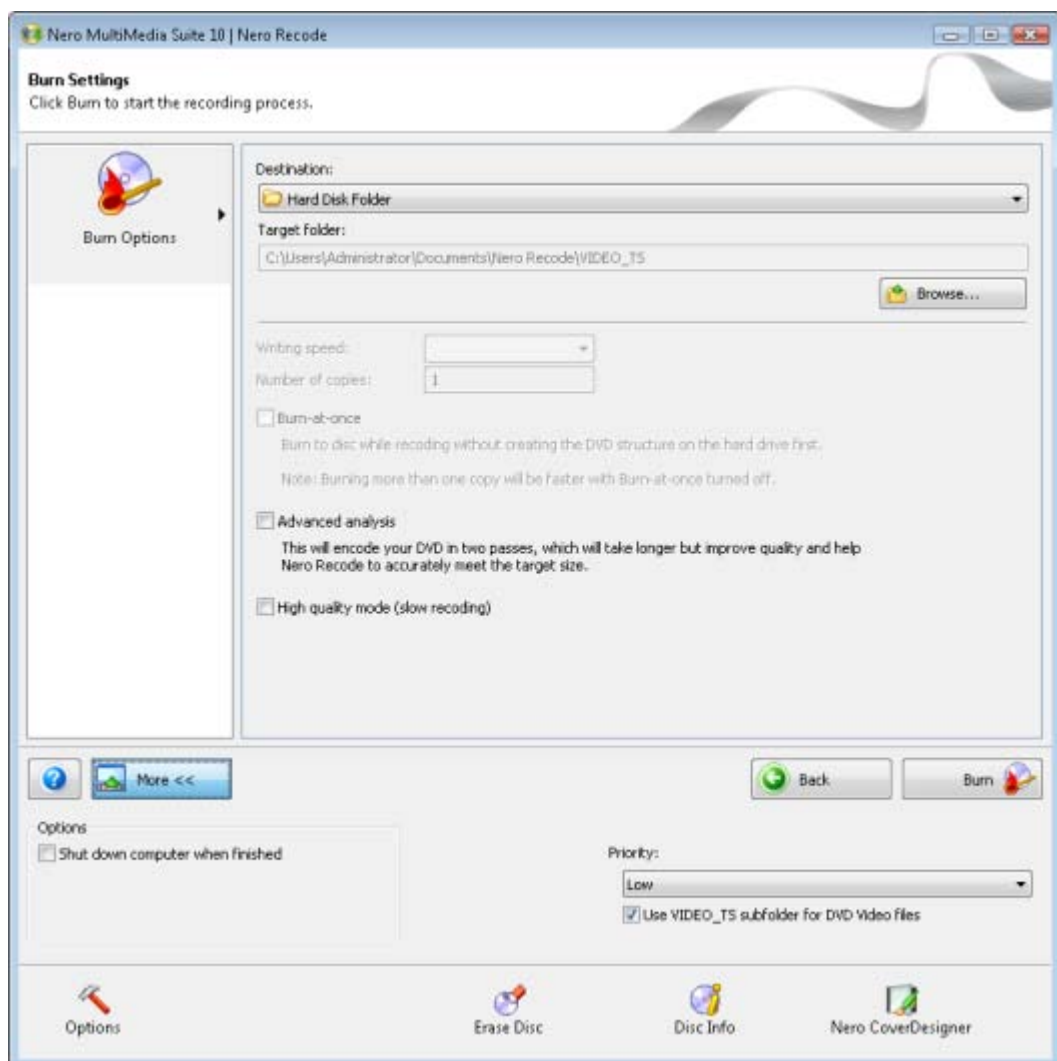 Nero MultiMedia Suite 10 | Nero Recode
Burn Settings
Click Burn to start the recording process.
Burn Options
Destination:
Hard Disk Folder
Target folder:
C:\Users\Administrator\Documents\Nero Recode\VIDEO_TS
Browse...
Writing speed:
Number of copies:
1
Burn-at-once
Burn to disc while recoding without creating the DVD structure on the hard drive first.
Note: Burning more than one copy will be faster with Burn-at-once turned off.
Advanced analysis
This will encode your DVD in two passes, which will take longer but improve quality and help
Nero Recode to accurately meet the target size.
High quality mode (slow recoding)
More <<
Back
Burn
Options
Shut down computer when finished
Priority:
Low
Use VIDEO_TS subfolder for DVD Video files
Options
Erase Disc
Disc Info
Nero CoverDesigner